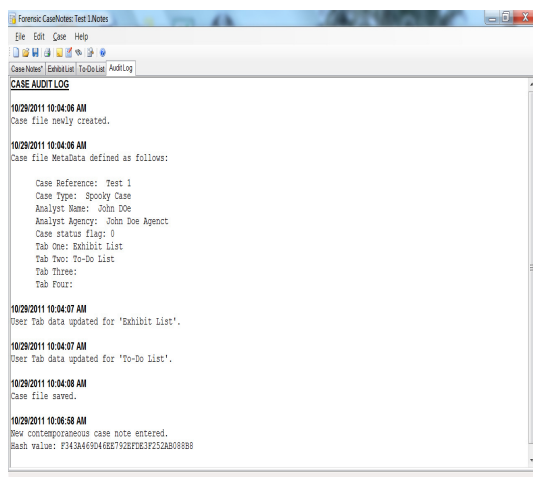 Forensic CaseNotes: Test 1.Notes
File Edit Case Help
Case Notes* Exhibit List To-Do List Audit Log
CASE AUDIT LOG
10/29/2011 10:04:06 AM
Case file newly created.
10/29/2011 10:04:06 AM
Case file MetaData defined as follows:
Case Reference: Test 1
Case Type: Spooky Case
Analyst Name: John DOe
Analyst Agency: John Doe Agenct
Case status flag: 0
Tab One: Exhibit List
Tab Two: To-Do List
Tab Three:
Tab Four:
10/29/2011 10:04:07 AM
User Tab data updated for 'Exhibit List'.
10/29/2011 10:04:07 AM
User Tab data updated for 'To-Do List'.
10/29/2011 10:04:08 AM
Case file saved.
10/29/2011 10:06:58 AM
New contemporaneous case note entered.
Hash value: F343A469D46EE792EFDE3F252AB088B8